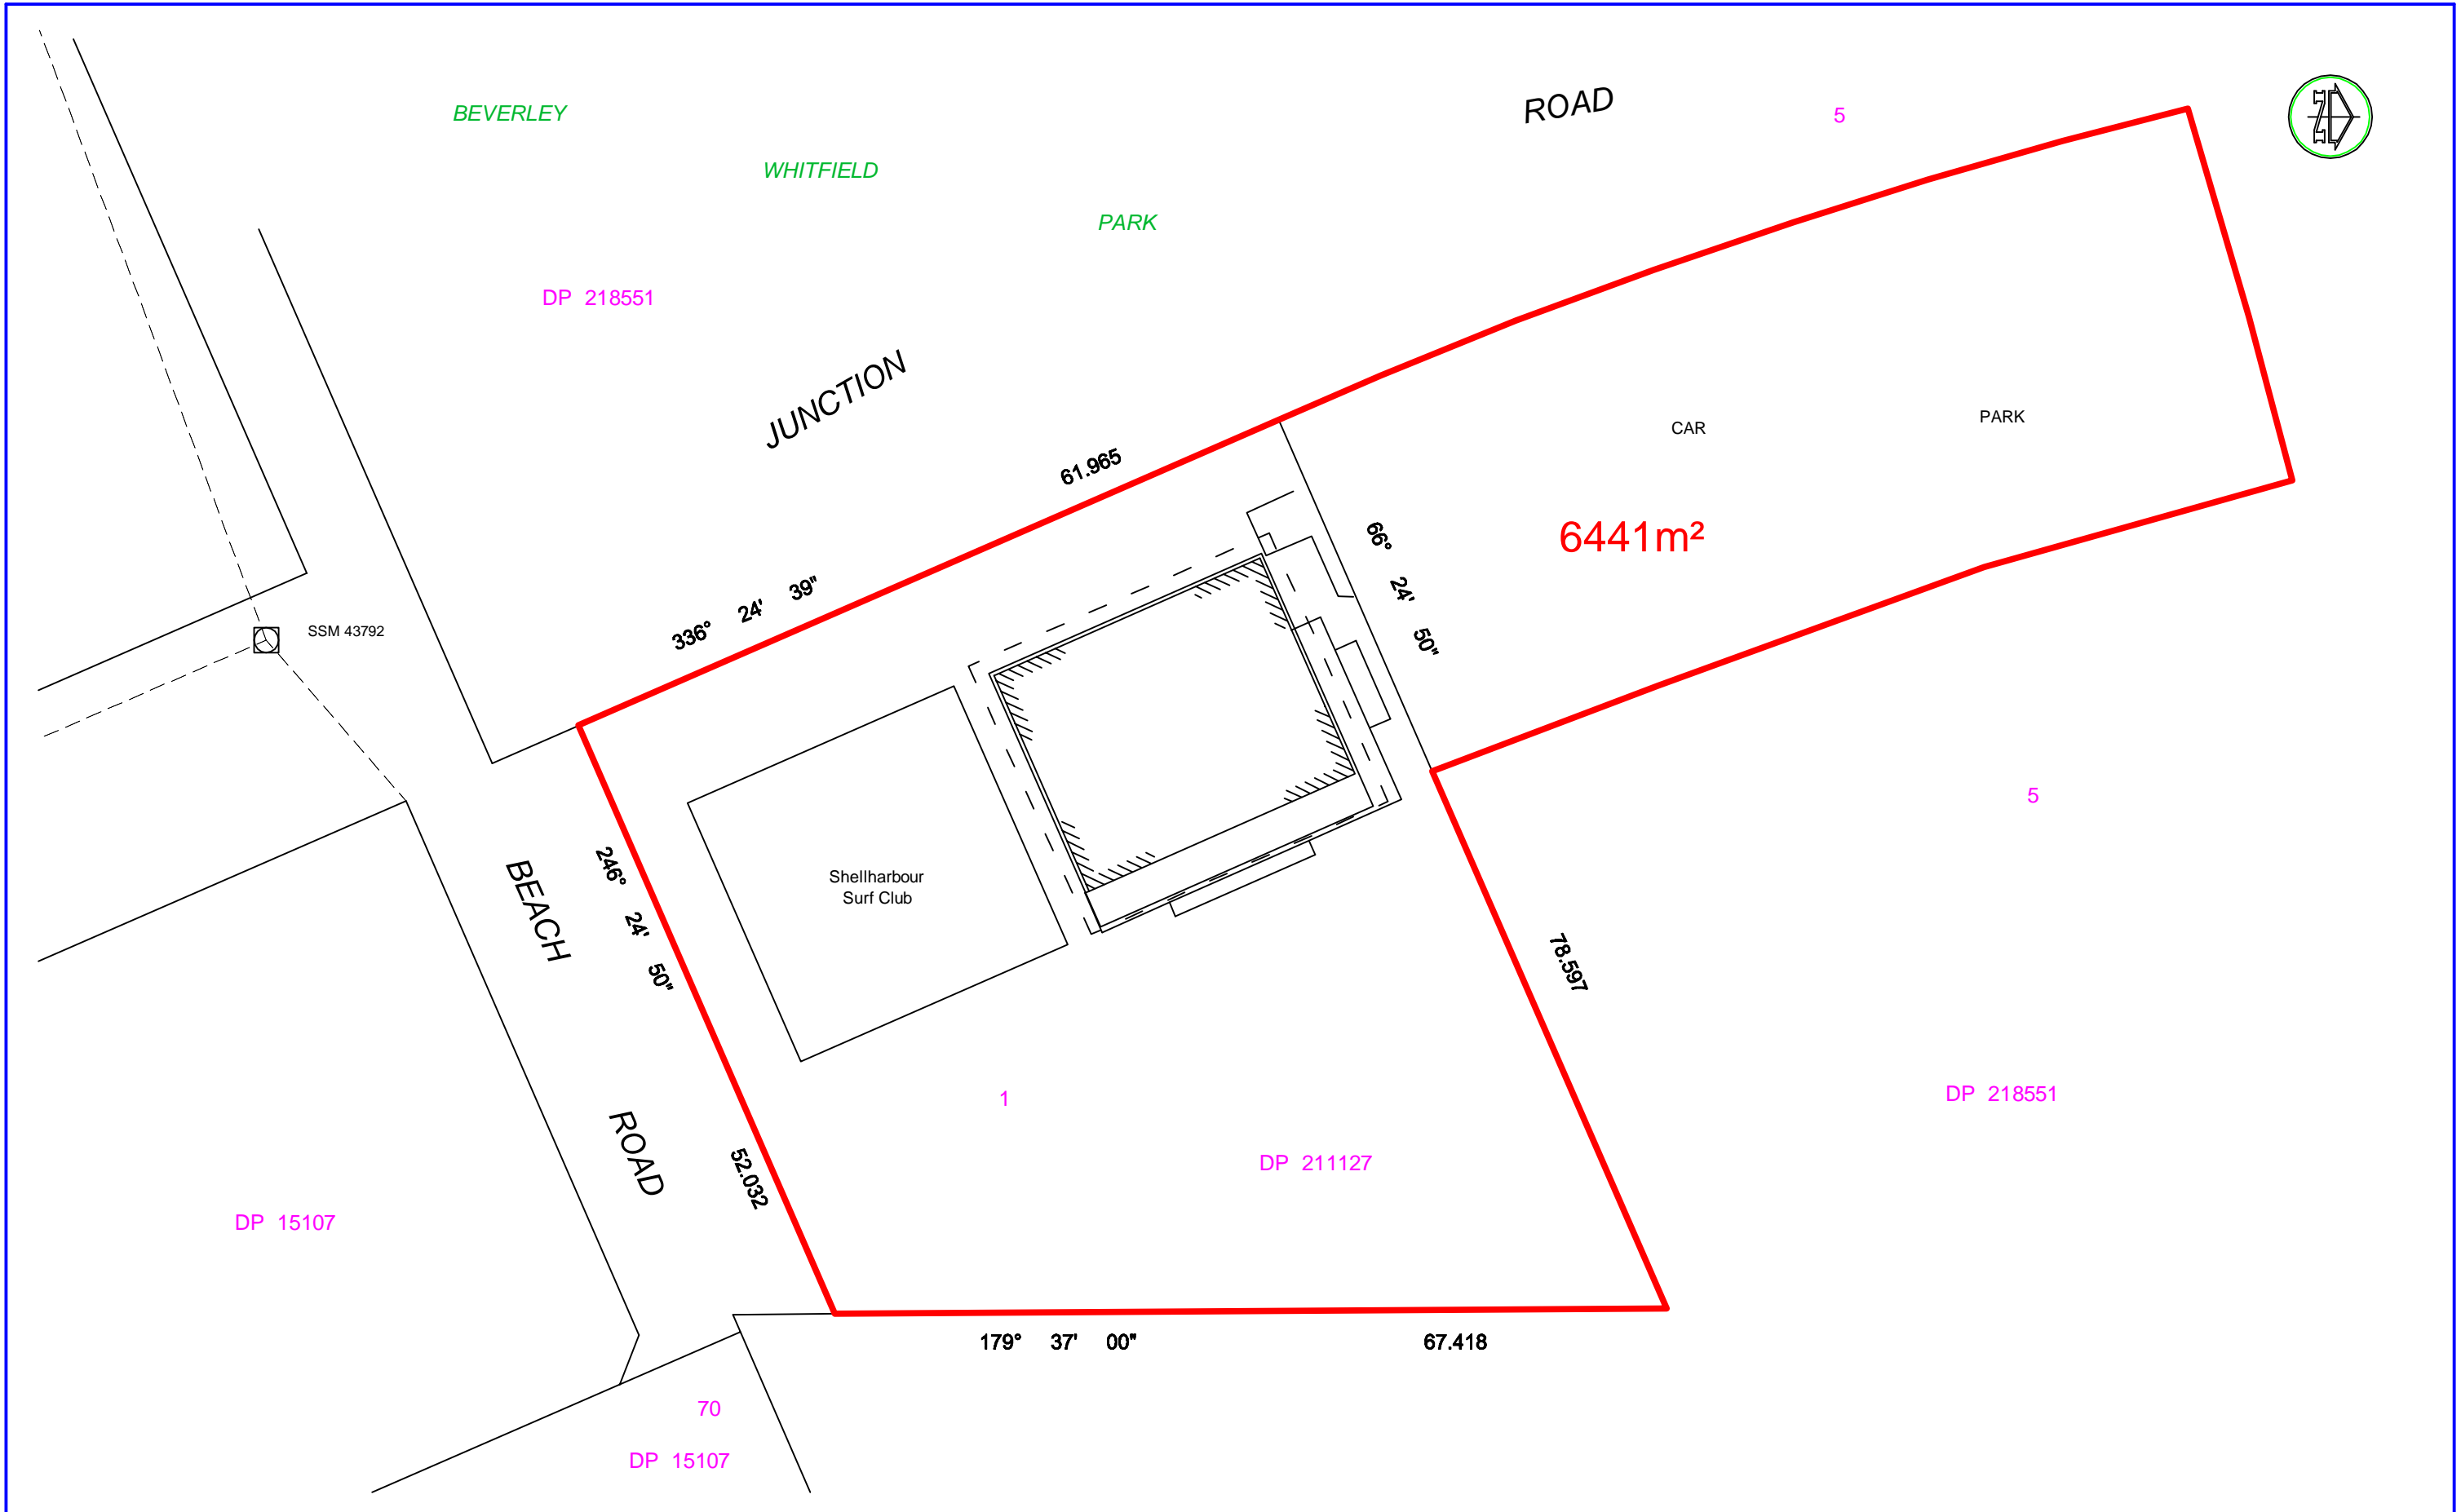 ROAD
5
BEVERLEY
WHITFIELD
PARK
DP 218551
JUNCTION
61.965
336° 24' 39"
CAR PARK
6441m²
66° 24' 50"
SSM 43792
N
5
Shellharbour
Surf Club
246° 24' 50"
BEACH
ROAD
52.032
78.597
1
DP 211127
DP 218551
DP 15107
179° 37' 00"
67.418
70
DP 15107